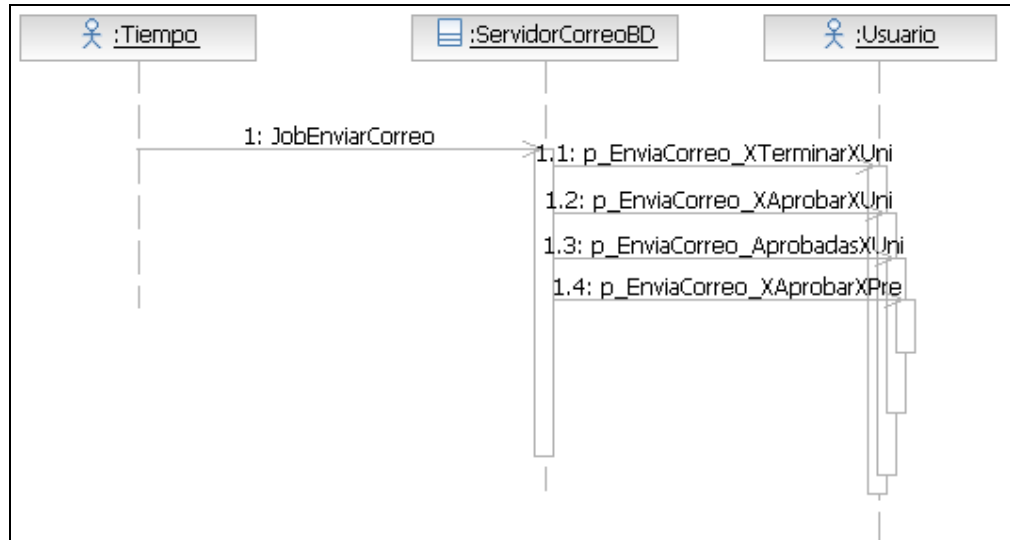 :Tiempo
:ServidorCorreoBD
:Usuario
1: JobEnviarCorreo
1.1: p_EnviaCorreo_XTerminarXUni
1.2: p_EnviaCorreo_XAprobarXUni
1.3: p_EnviaCorreo_AprobadasXUni
1.4: p_EnviaCorreo_XAprobarXPre